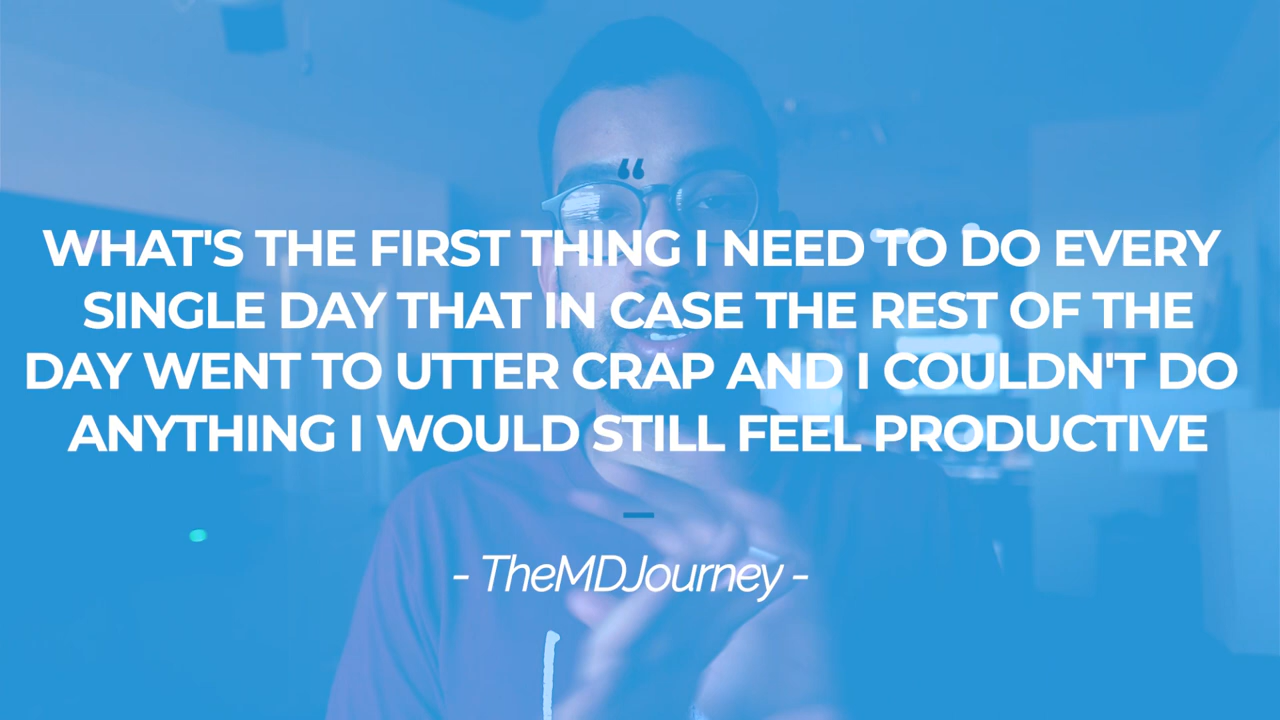 “
WHAT'S THE FIRST THING I NEED TO DO EVERY
SINGLE DAY THAT IN CASE THE REST OF THE
DAY WENT TO UTTER CRAP AND I COULDN'T DO
ANYTHING I WOULD STILL FEEL PRODUCTIVE
- TheMDJourney -